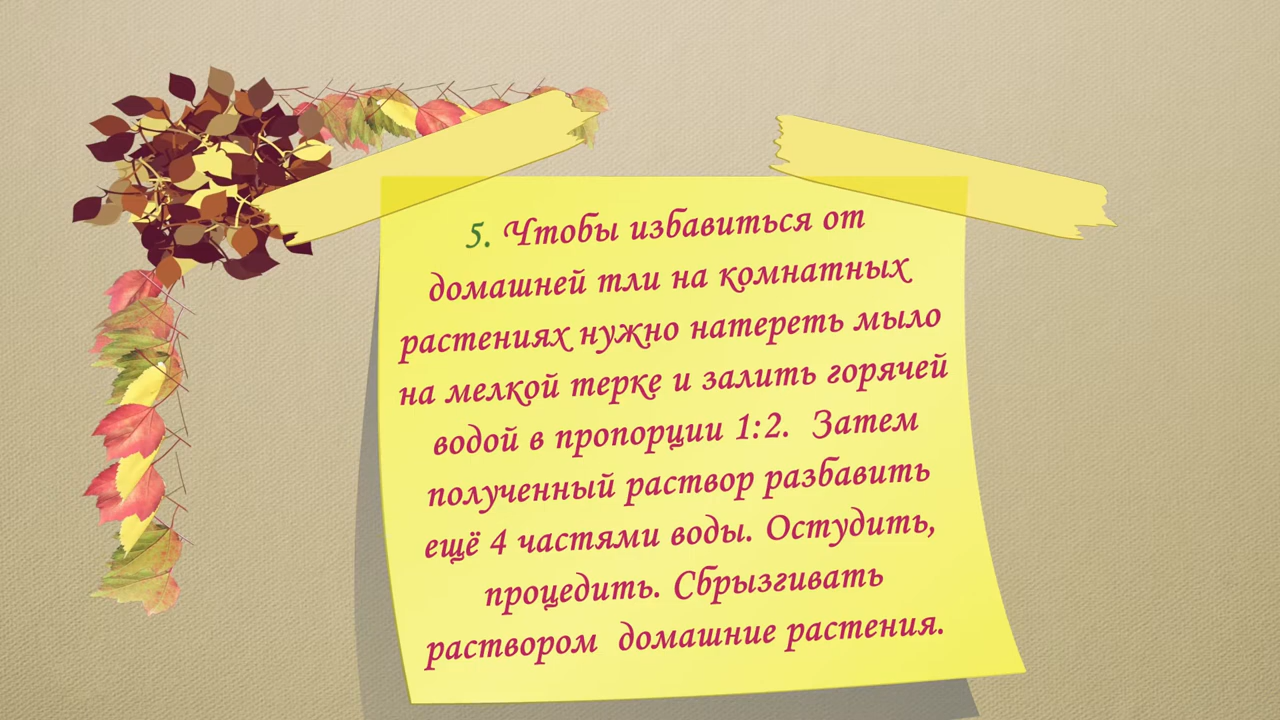 5. Чтобы избавиться от
домашней тли на комнатных
растениях нужно натереть мыло
на мелкой терке и залить горячей
водой в пропорции 1:2. Затем
полученный раствор разбавить
ещё 4 частями воды. Остудить,
процедить. Сбрызгивать
раствором домашние растения.